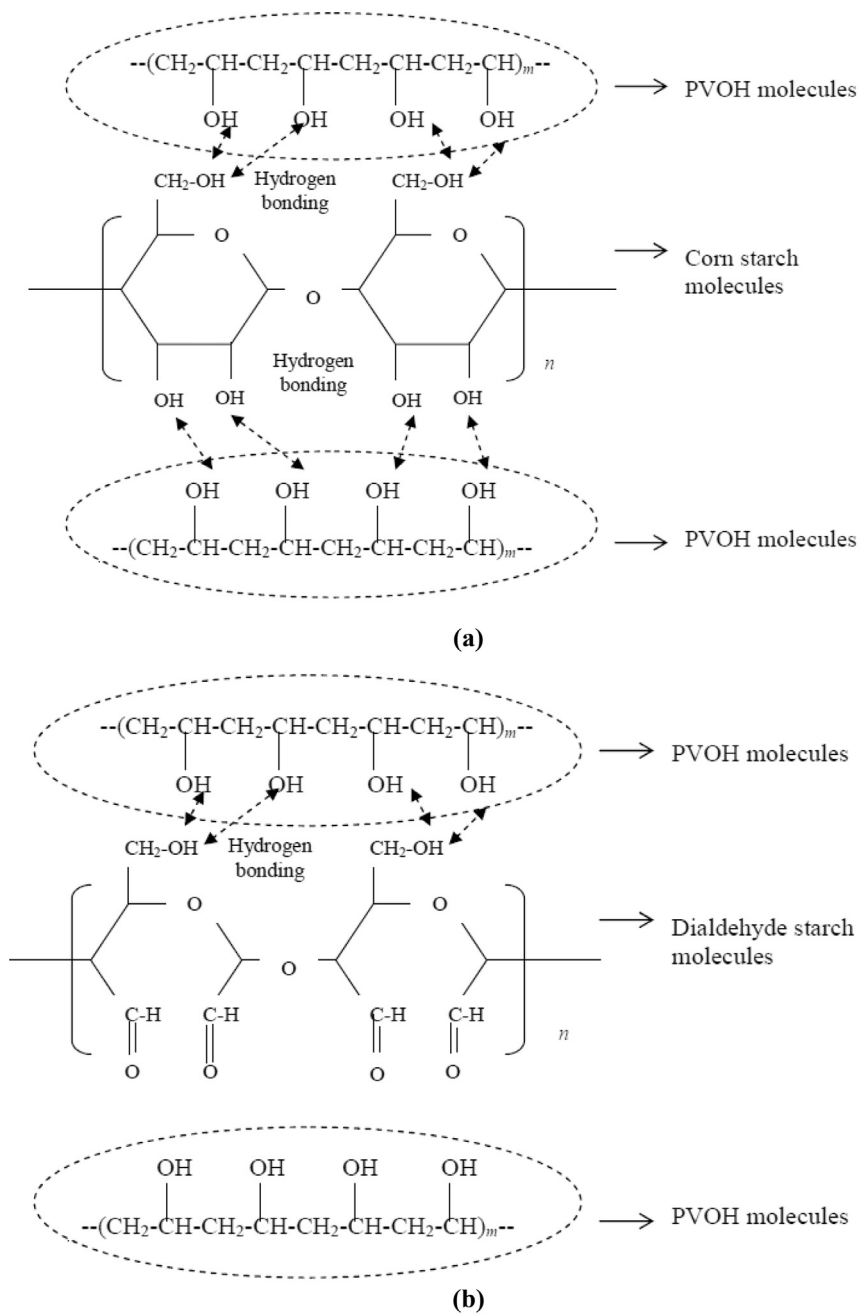 --(CH2-CH-CH2-CH-CH2-CH-CH2-CH)m--
OH OH OH OH
PVOH molecules
CH2-OH Hydrogen bonding CH2-OH
O O
Corn starch
molecules
O
Hydrogen
bonding
n
OH OH OH OH
OH OH OH OH
--(CH2-CH-CH2-CH-CH2-CH-CH2-CH)m--
PVOH molecules
(a)
--(CH2-CH-CH2-CH-CH2-CH-CH2-CH)m--
OH OH OH OH
PVOH molecules
CH2-OH Hydrogen bonding CH2-OH
O O
Dialdehyde starch
molecules
O
C-H C-H C-H C-H
n
O O O O
OH OH OH OH
--(CH2-CH-CH2-CH-CH2-CH-CH2-CH)m--
PVOH molecules
(b)